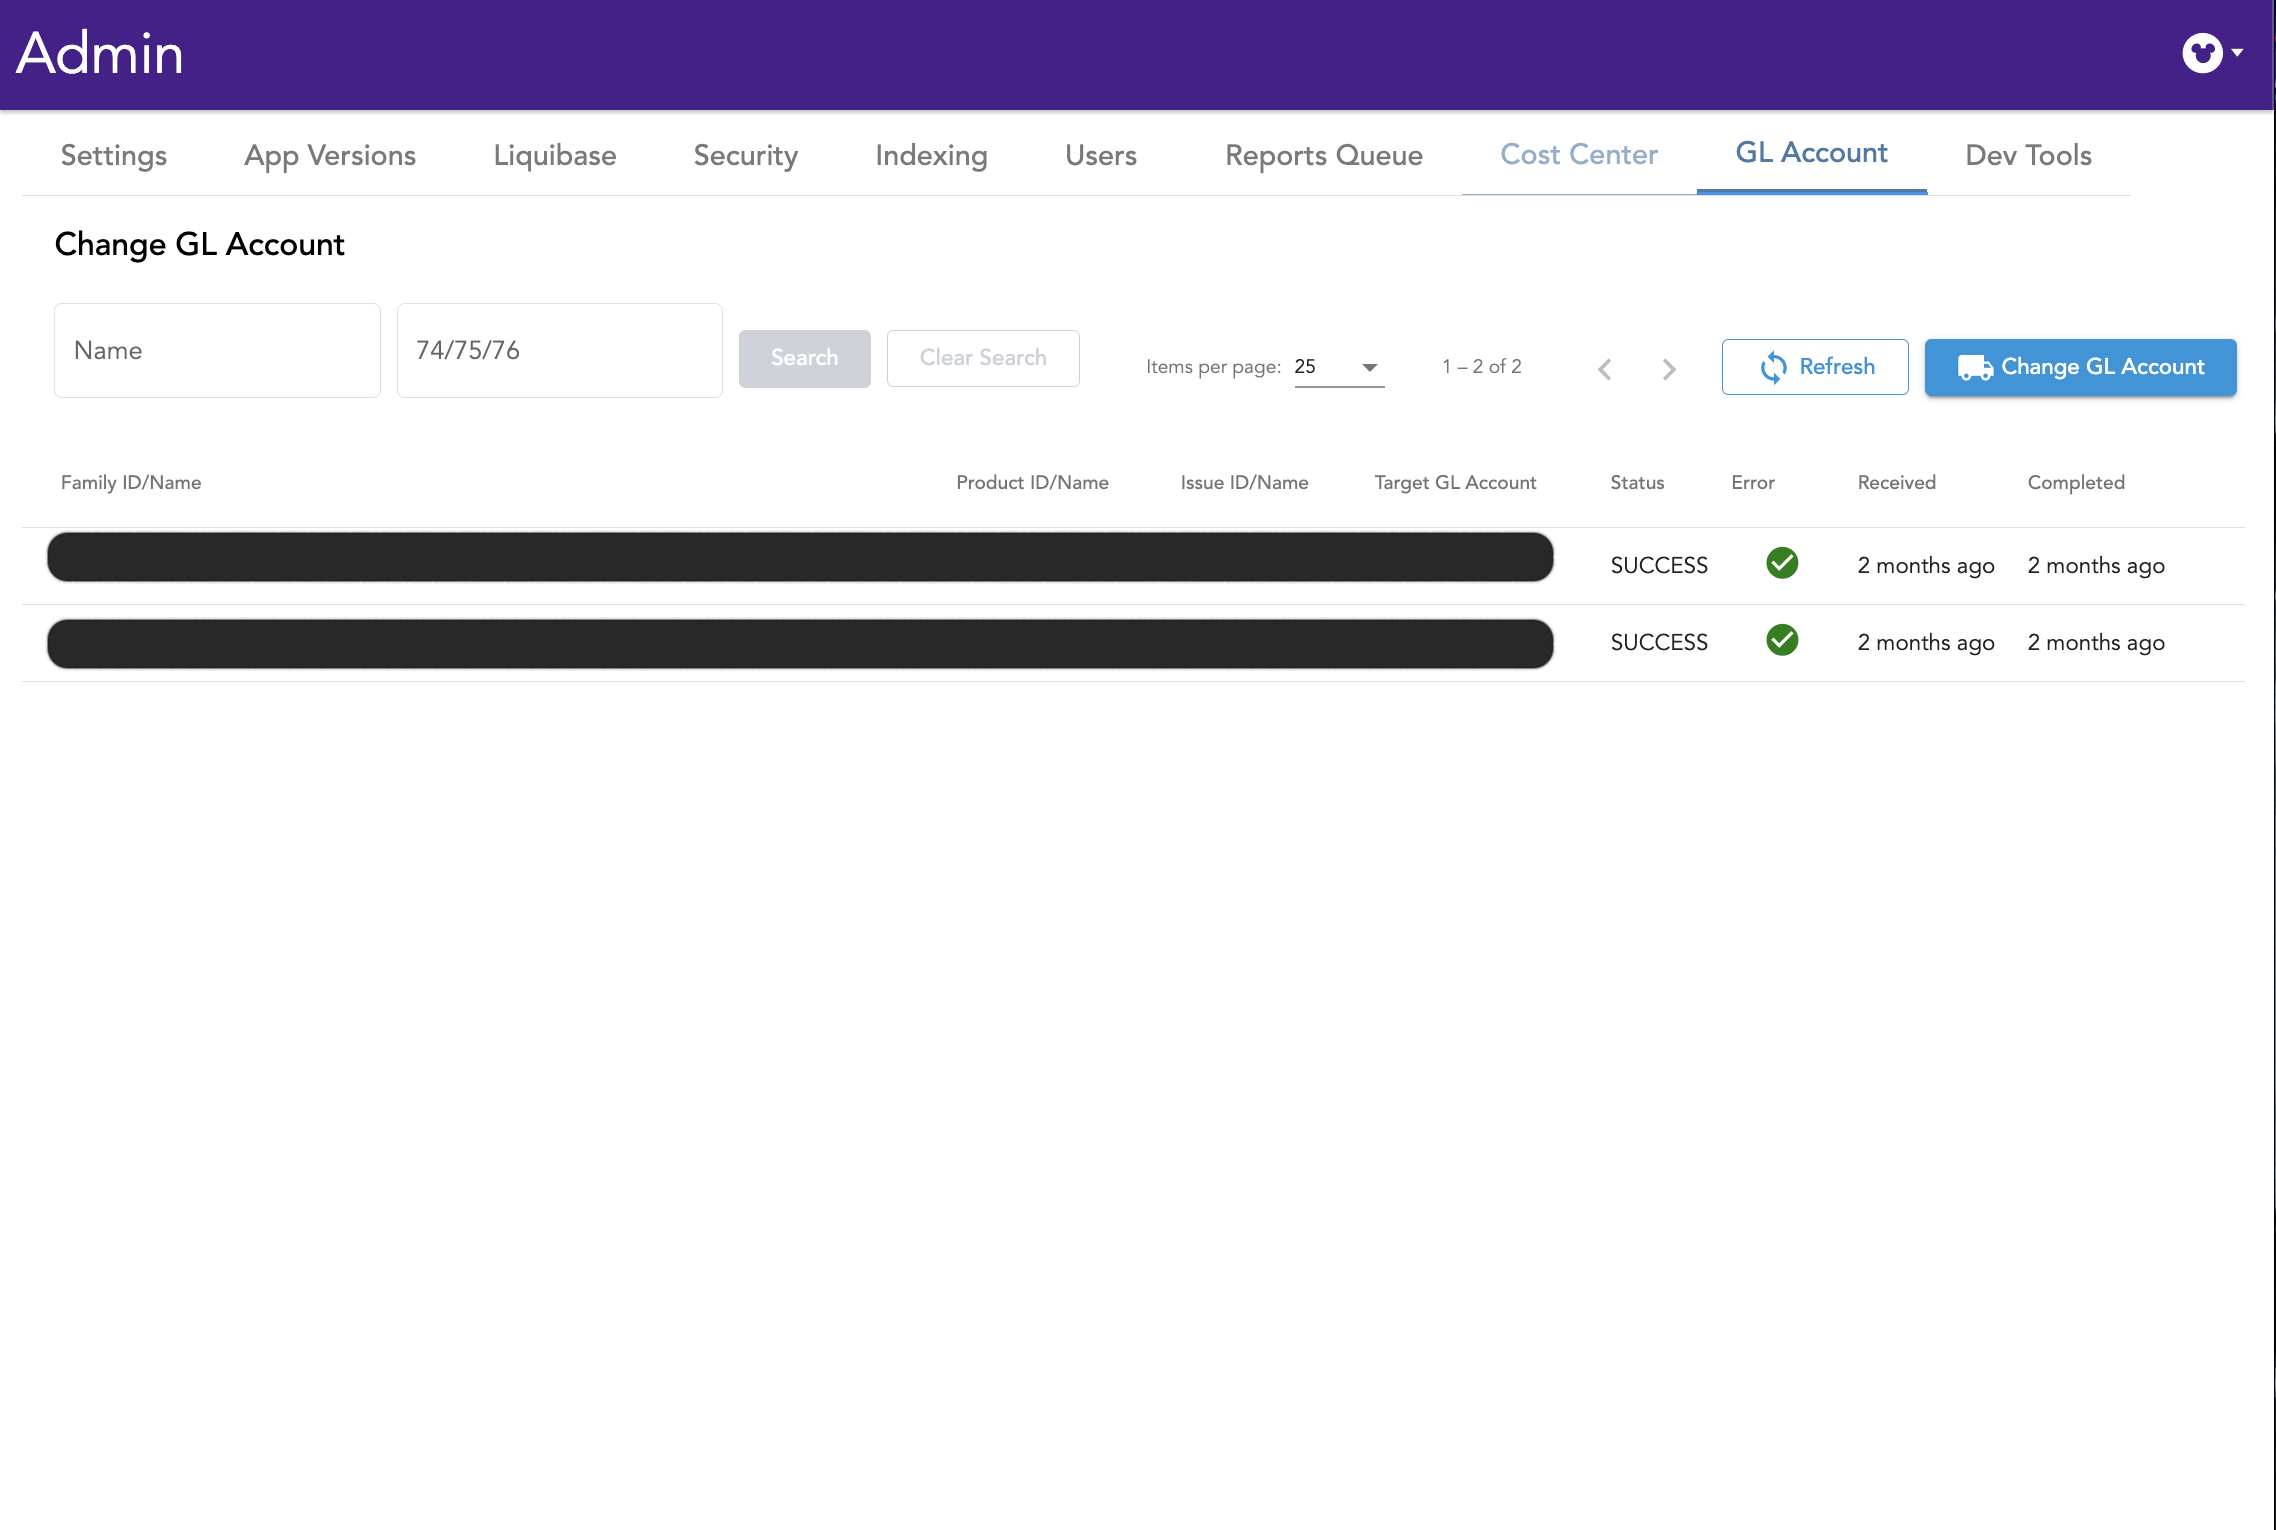 Admin
Settings App Versions Liquibase Security Indexing Users Reports Queue Cost Center GL Account Dev Tools
Change GL Account
Name 74/75/76 Search Clear Search Items per page: 25 1 – 2 of 2 Refresh Change GL Account
Family ID/Name Product ID/Name Issue ID/Name Target GL Account Status Error Received Completed
SUCCESS 2 months ago 2 months ago
SUCCESS 2 months ago 2 months ago